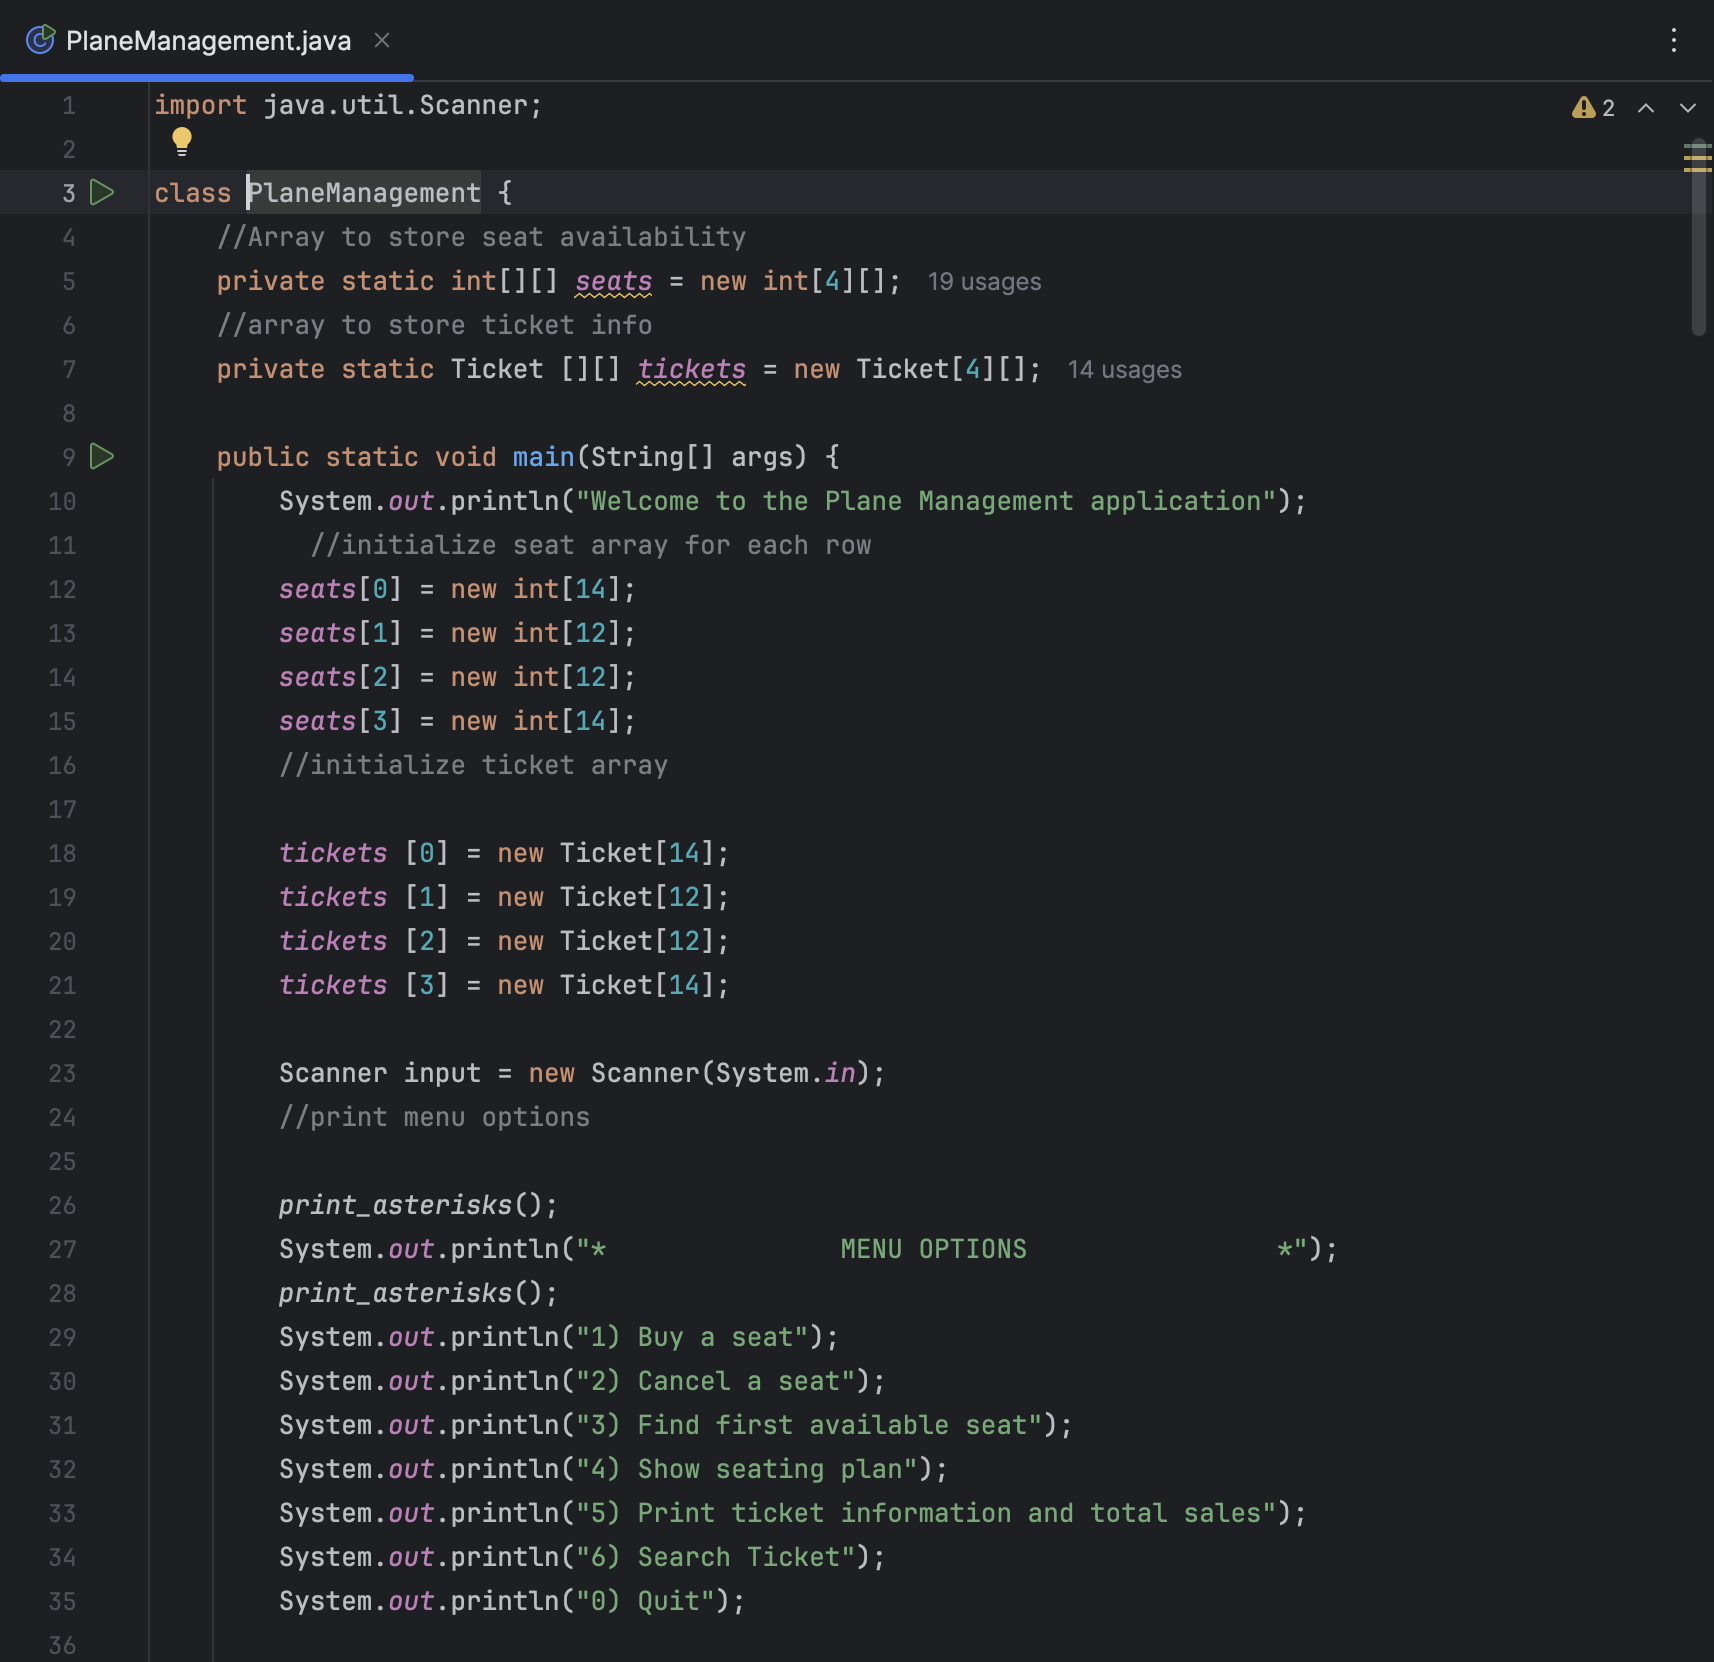 PlaneManagement.java
2
1 import java.util.Scanner;
2
3 class PlaneManagement {
4     //Array to store seat availability
5     private static int[][] seats = new int[4][]; 19 usages
6     //array to store ticket info
7     private static Ticket [][] tickets = new Ticket[4][]; 14 usages
8
9     public static void main(String[] args) {
10         System.out.println("Welcome to the Plane Management application");
11           //initialize seat array for each row
12         seats[0] = new int[14];
13         seats[1] = new int[12];
14         seats[2] = new int[12];
15         seats[3] = new int[14];
16         //initialize ticket array
17
18         tickets [0] = new Ticket[14];
19         tickets [1] = new Ticket[12];
20         tickets [2] = new Ticket[12];
21         tickets [3] = new Ticket[14];
22
23         Scanner input = new Scanner(System.in);
24         //print menu options
25
26         print_asterisks();
27         System.out.println("*               MENU OPTIONS                *");
28         print_asterisks();
29         System.out.println("1) Buy a seat");
30         System.out.println("2) Cancel a seat");
31         System.out.println("3) Find first available seat");
32         System.out.println("4) Show seating plan");
33         System.out.println("5) Print ticket information and total sales");
34         System.out.println("6) Search Ticket");
35         System.out.println("0) Quit");
36